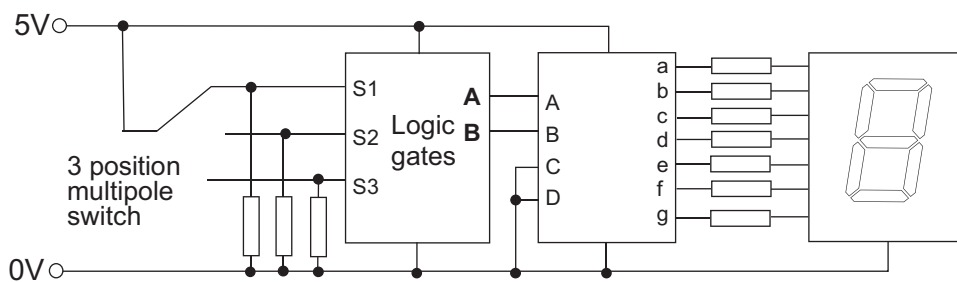 5V
S1
S2
S3
Logic
gates
A
B
A
B
C
D
a
b
c
d
e
f
g
3 position
multipole
switch
0V